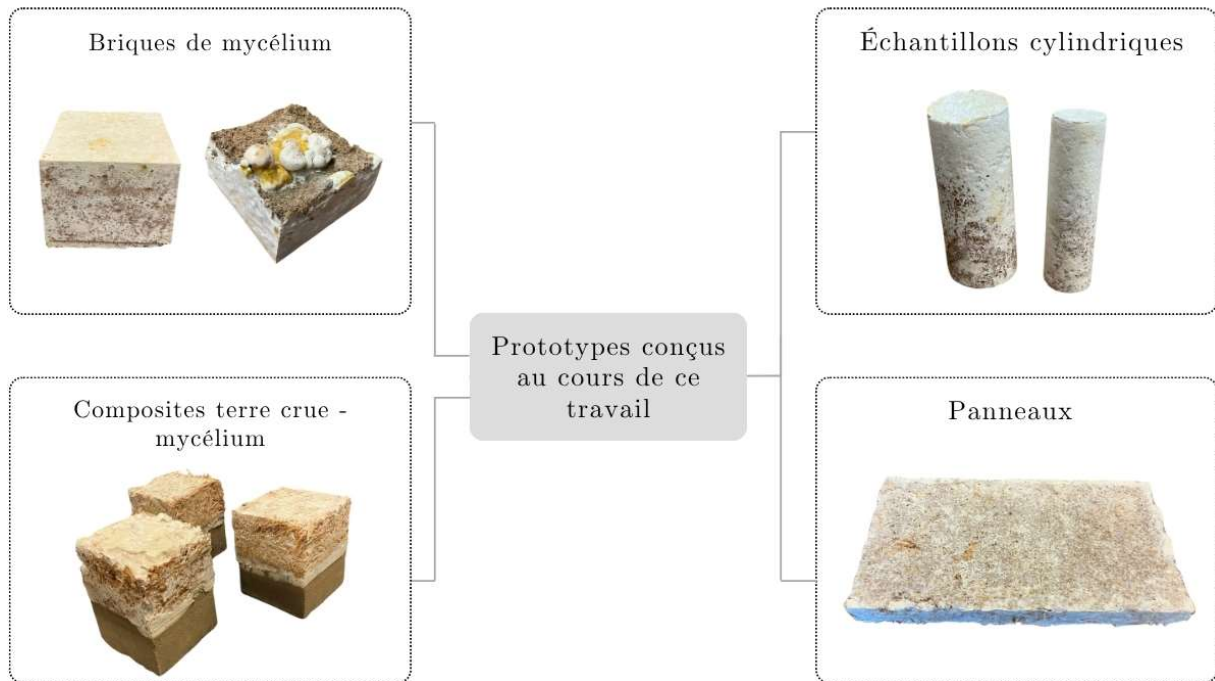 Briques de mycélium
Échantillons cylindriques
Prototypes conçus
au cours de ce
travail
Composites terre crue -
mycélium
Panneaux